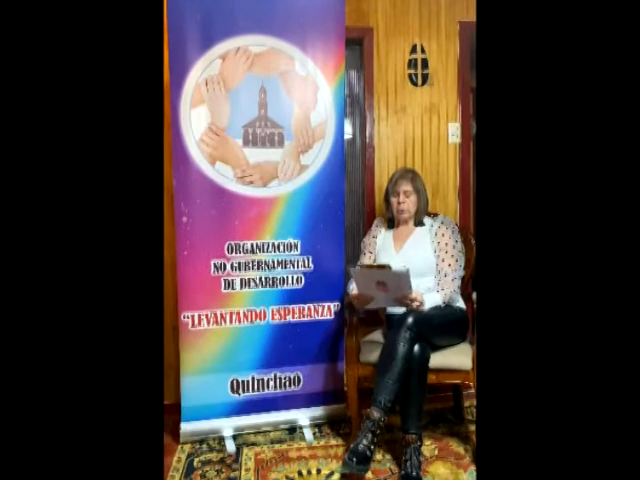 ORGANIZACIÓN
NO GUBERNAMENTAL
DE DESARROLLO
"LEVANTANDO ESPERANZA"
Quinchao